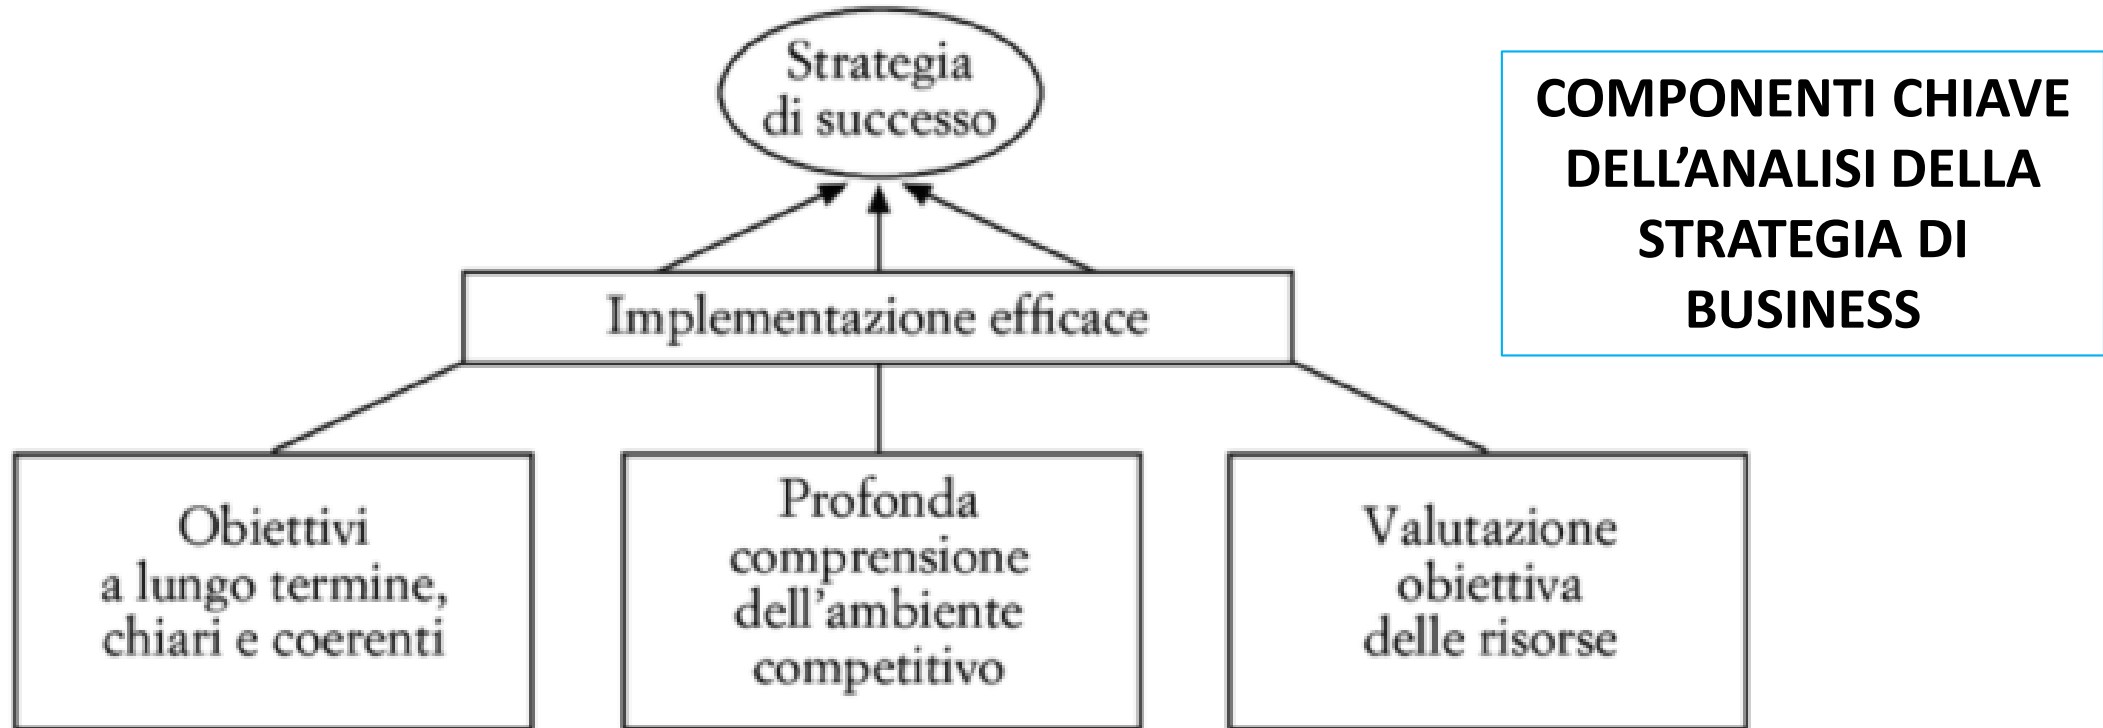 Strategia
di successo
COMPONENTI CHIAVE
DELL’ANALISI DELLA
STRATEGIA DI
BUSINESS
Implementazione efficace
Obiettivi
a lungo termine,
chiari e coerenti
Profonda
comprensione
dell’ambiente
competitivo
Valutazione
obiettiva
delle risorse